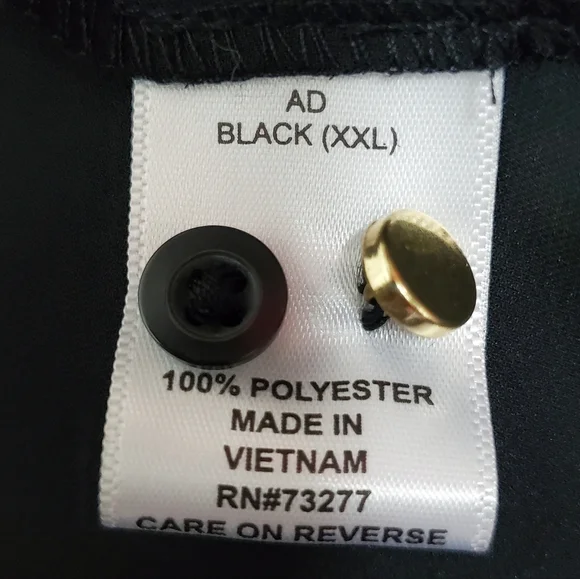 AD
BLACK (XXL)
100% POLYESTER
MADE IN
VIETNAM
RN#73277
CARE ON REVERSE